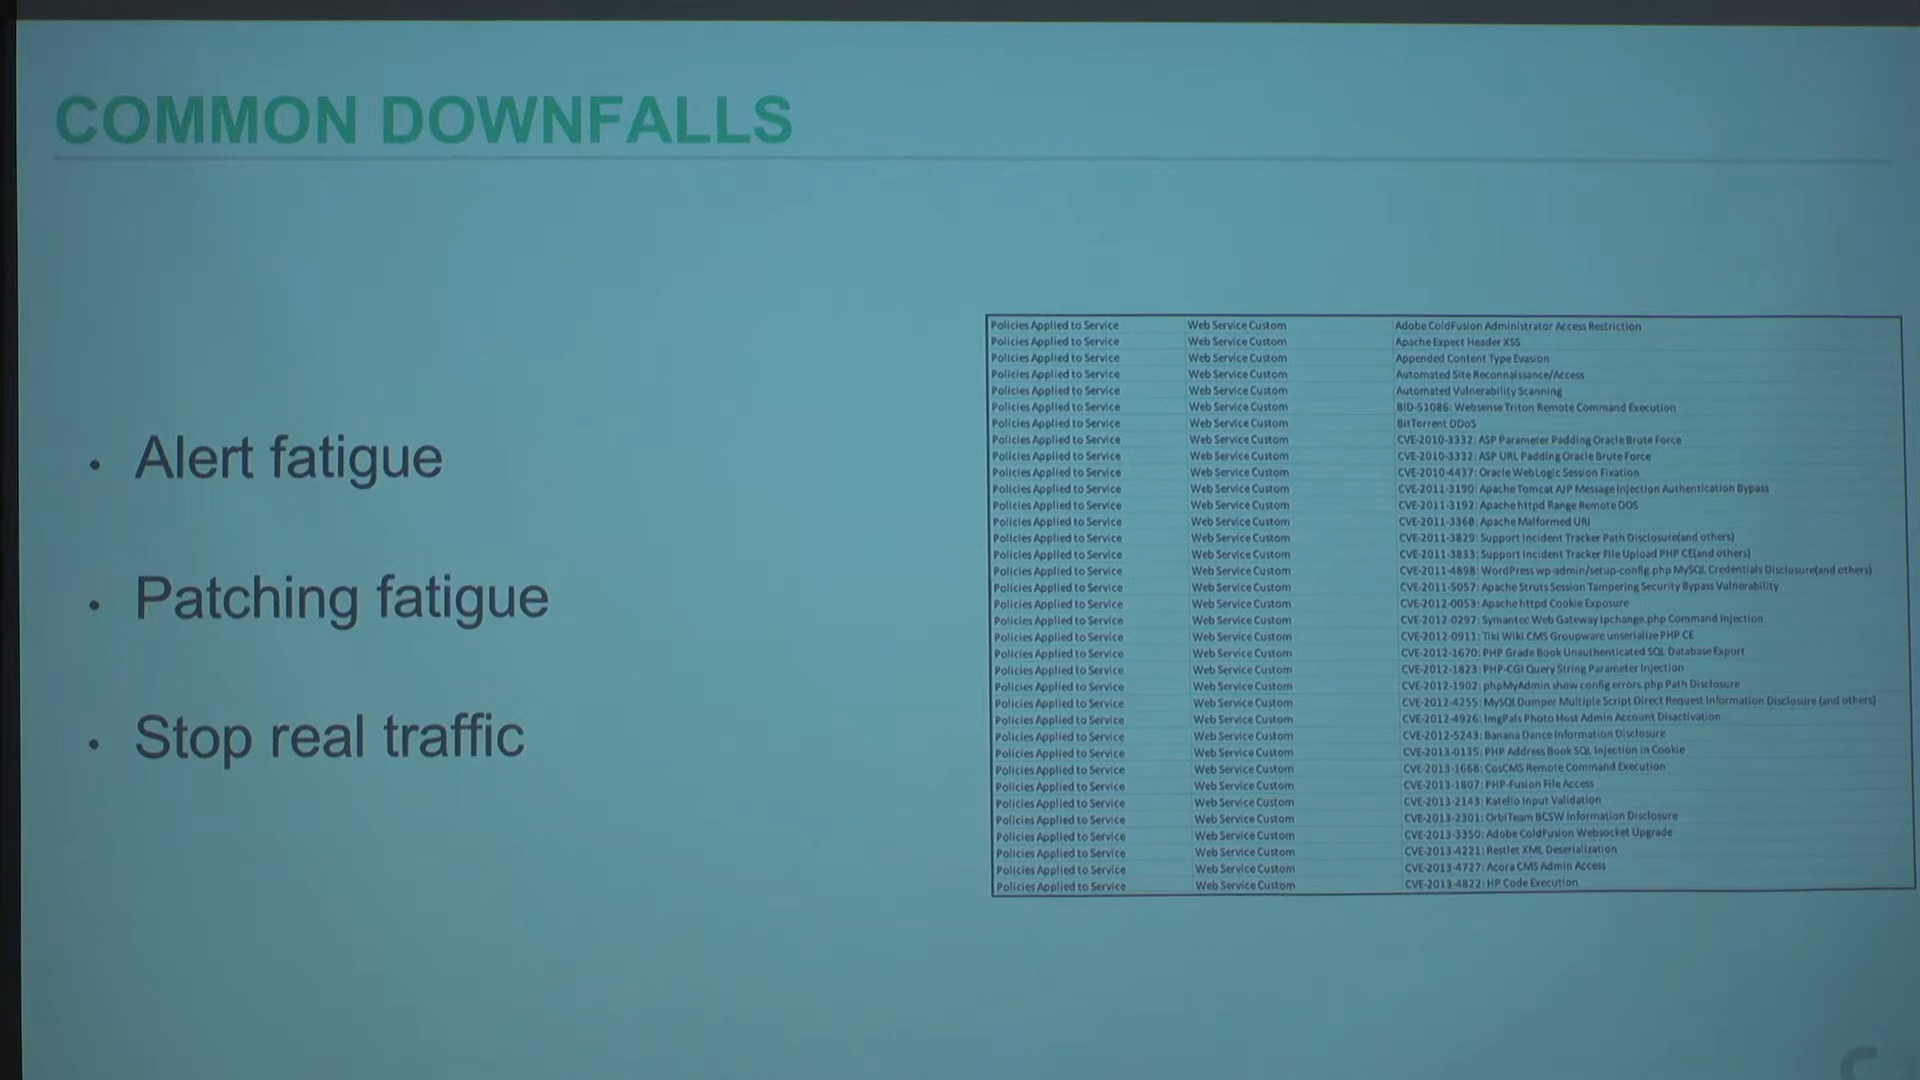 COMMON DOWNFALLS
• Alert fatigue
• Patching fatigue
• Stop real traffic
Policies Applied to Service Web Service Custom Adobe ColdFusion Administrator Access Restriction
Policies Applied to Service Web Service Custom Apache Expect Header XSS
Policies Applied to Service Web Service Custom Appended Content Type Evasion
Policies Applied to Service Web Service Custom Automated Site Reconnaissance/Access
Policies Applied to Service Web Service Custom Automated Vulnerability Scanning
Policies Applied to Service Web Service Custom BID-51086: Websense Triton Remote Command Execution
Policies Applied to Service Web Service Custom BitTorrent DDoS
Policies Applied to Service Web Service Custom CVE-2010-3332: ASP Parameter Padding Oracle Brute Force
Policies Applied to Service Web Service Custom CVE-2010-3332: ASP URL Padding Oracle Brute Force
Policies Applied to Service Web Service Custom CVE-2010-4437: Oracle WebLogic Session Fixation
Policies Applied to Service Web Service Custom CVE-2011-3190: Apache Tomcat AJP Message Injection Authentication Bypass
Policies Applied to Service Web Service Custom CVE-2011-3192: Apache httpd Range Remote DOS
Policies Applied to Service Web Service Custom CVE-2011-3368: Apache Malformed URI
Policies Applied to Service Web Service Custom CVE-2011-3829: Support Incident Tracker Path Disclosure(and others)
Policies Applied to Service Web Service Custom CVE-2011-3833: Support Incident Tracker File Upload PHP CE(and others)
Policies Applied to Service Web Service Custom CVE-2011-4898: WordPress wp-admin/setup-config.php MySQL Credentials Disclosure(and others)
Policies Applied to Service Web Service Custom CVE-2011-5057: Apache Struts Session Tampering Security Bypass Vulnerability
Policies Applied to Service Web Service Custom CVE-2012-0053: Apache httpd Cookie Exposure
Policies Applied to Service Web Service Custom CVE-2012-0297: Symantec Web Gateway ipchange.php Command Injection
Policies Applied to Service Web Service Custom CVE-2012-0911: Tiki Wiki CMS Groupware unserialize PHP CE
Policies Applied to Service Web Service Custom CVE-2012-1670: PHP Grade Book Unauthenticated SQL Database Export
Policies Applied to Service Web Service Custom CVE-2012-1823: PHP-CGI Query String Parameter Injection
Policies Applied to Service Web Service Custom CVE-2012-1902: phpMyAdmin show config errors.php Path Disclosure
Policies Applied to Service Web Service Custom CVE-2012-4255: MySQLDumper Multiple Script Direct Request Information Disclosure (and others)
Policies Applied to Service Web Service Custom CVE-2012-4926: ImgPals Photo Host Admin Account Disactivation
Policies Applied to Service Web Service Custom CVE-2012-5243: Banana Dance Information Disclosure
Policies Applied to Service Web Service Custom CVE-2013-0135: PHP Address Book SQL Injection in Cookie
Policies Applied to Service Web Service Custom CVE-2013-1668: CosCMS Remote Command Execution
Policies Applied to Service Web Service Custom CVE-2013-1807: PHP-Fusion File Access
Policies Applied to Service Web Service Custom CVE-2013-2143: Katello Input Validation
Policies Applied to Service Web Service Custom CVE-2013-2301: OrbiTeam BCSW Information Disclosure
Policies Applied to Service Web Service Custom CVE-2013-3350: Adobe ColdFusion Websocket Upgrade
Policies Applied to Service Web Service Custom CVE-2013-4221: Restlet XML Deserialization
Policies Applied to Service Web Service Custom CVE-2013-4727: Acora CMS Admin Access
Policies Applied to Service Web Service Custom CVE-2013-4822: HP Code Execution